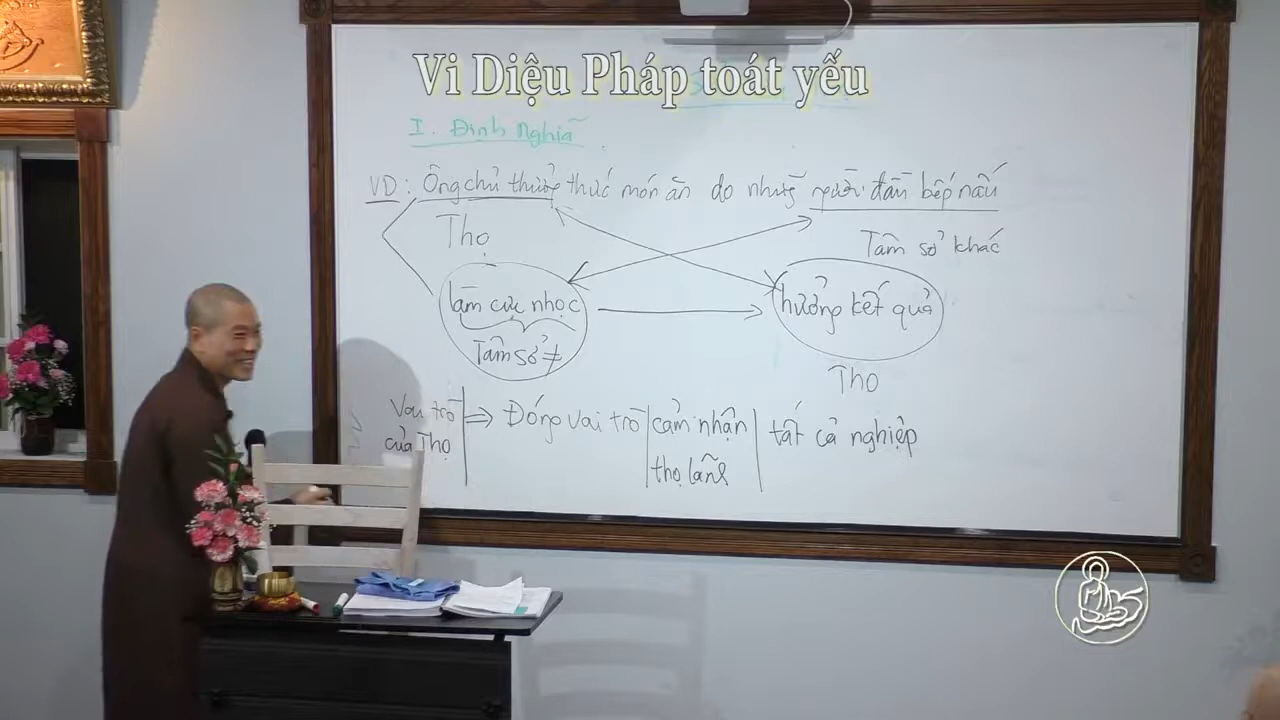 Vi Diệu Pháp toát yếu
I. Định Nghĩa
VD: Ông chủ thưởng thức món ăn do những người đầu bếp nấu
Thọ
Tâm sở khác
làm cực nhọc
hưởng kết quả
Tâm sở ≠
Thọ
Vai trò
của Thọ
⇒ Đóng vai trò
cảm nhận
thọ lãnh
tất cả nghiệp